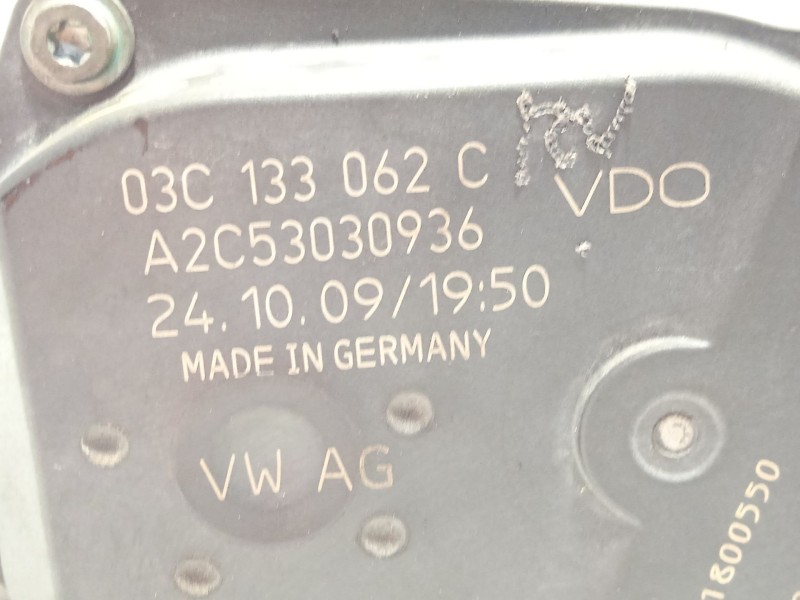 03C 133 062 C
VDO
A2C53030936
24.10.09/19:50
MADE IN GERMANY
VW AG
1800550